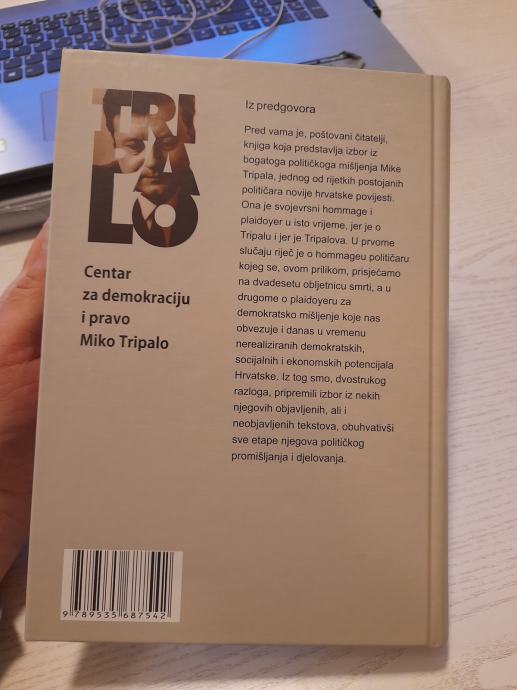 TRI
PA
LO
Centar
za demokraciju
i pravo
Miko Tripalo
Iz predgovora
Pred vama je, poštovani čitatelji,
knjiga koja predstavlja izbor iz
bogatoga političkoga mišljenja Mike
Tripala, jednog od rijetkih postojanih
političara novije hrvatske povijesti.
Ona je svojevrsni hommage i
plaidoyer u isto vrijeme, jer je o
Tripalu i jer je Tripalova. U prvome
slučaju riječ je o hommageu političaru
kojeg se, ovom prilikom, prisjećamo
na dvadesetu obljetnicu smrti, a u
drugome o plaidoyeru za
demokratsko mišljenje koje nas
obvezuje i danas u vremenu
nerealiziranih demokratskih,
socijalnih i ekonomskih potencijala
Hrvatske. Iz tog smo, dvostrukog
razloga, pripremili izbor iz nekih
njegovih objavljenih, ali i
neobjavljenih tekstova, obuhvativši
sve etape njegova političkog
promišljanja i djelovanja.
9 789535 687542